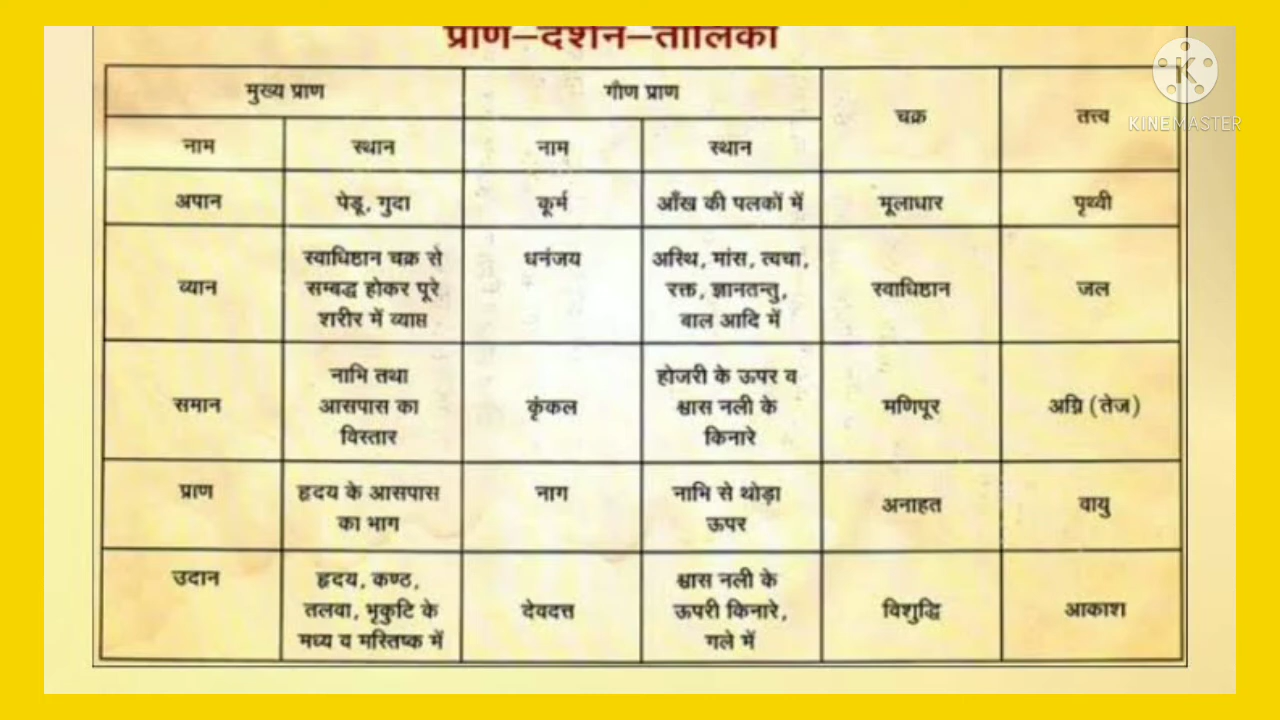 प्राण–दर्शन–तालिका
मुख्य प्राण
गौण प्राण
चक्र
तत्त्व
नाम
स्थान
नाम
स्थान
अपान
पेडू, गुदा
कूर्म
आँख की पलकों में
मूलाधार
पृथ्वी
व्यान
स्वाधिष्ठान चक्र से
सम्बद्ध होकर पूरे
शरीर में व्याप्त
धनंजय
अस्थि, मांस, त्वचा,
रक्त, ज्ञानतन्तु,
बाल आदि में
स्वाधिष्ठान
जल
समान
नाभि तथा
आसपास का
विस्तार
कृंकल
होजरी के ऊपर व
श्वास नली के
किनारे
मणिपूर
अग्नि (तेज)
प्राण
हृदय के आसपास
का भाग
नाग
नाभि से थोड़ा
ऊपर
अनाहत
वायु
उदान
हृदय, कण्ठ,
तलवा, भृकुटि के
मध्य व मस्तिष्क में
देवदत्त
श्वास नली के
ऊपरी किनारे,
गले में
विशुद्धि
आकाश
K
KINEMASTER